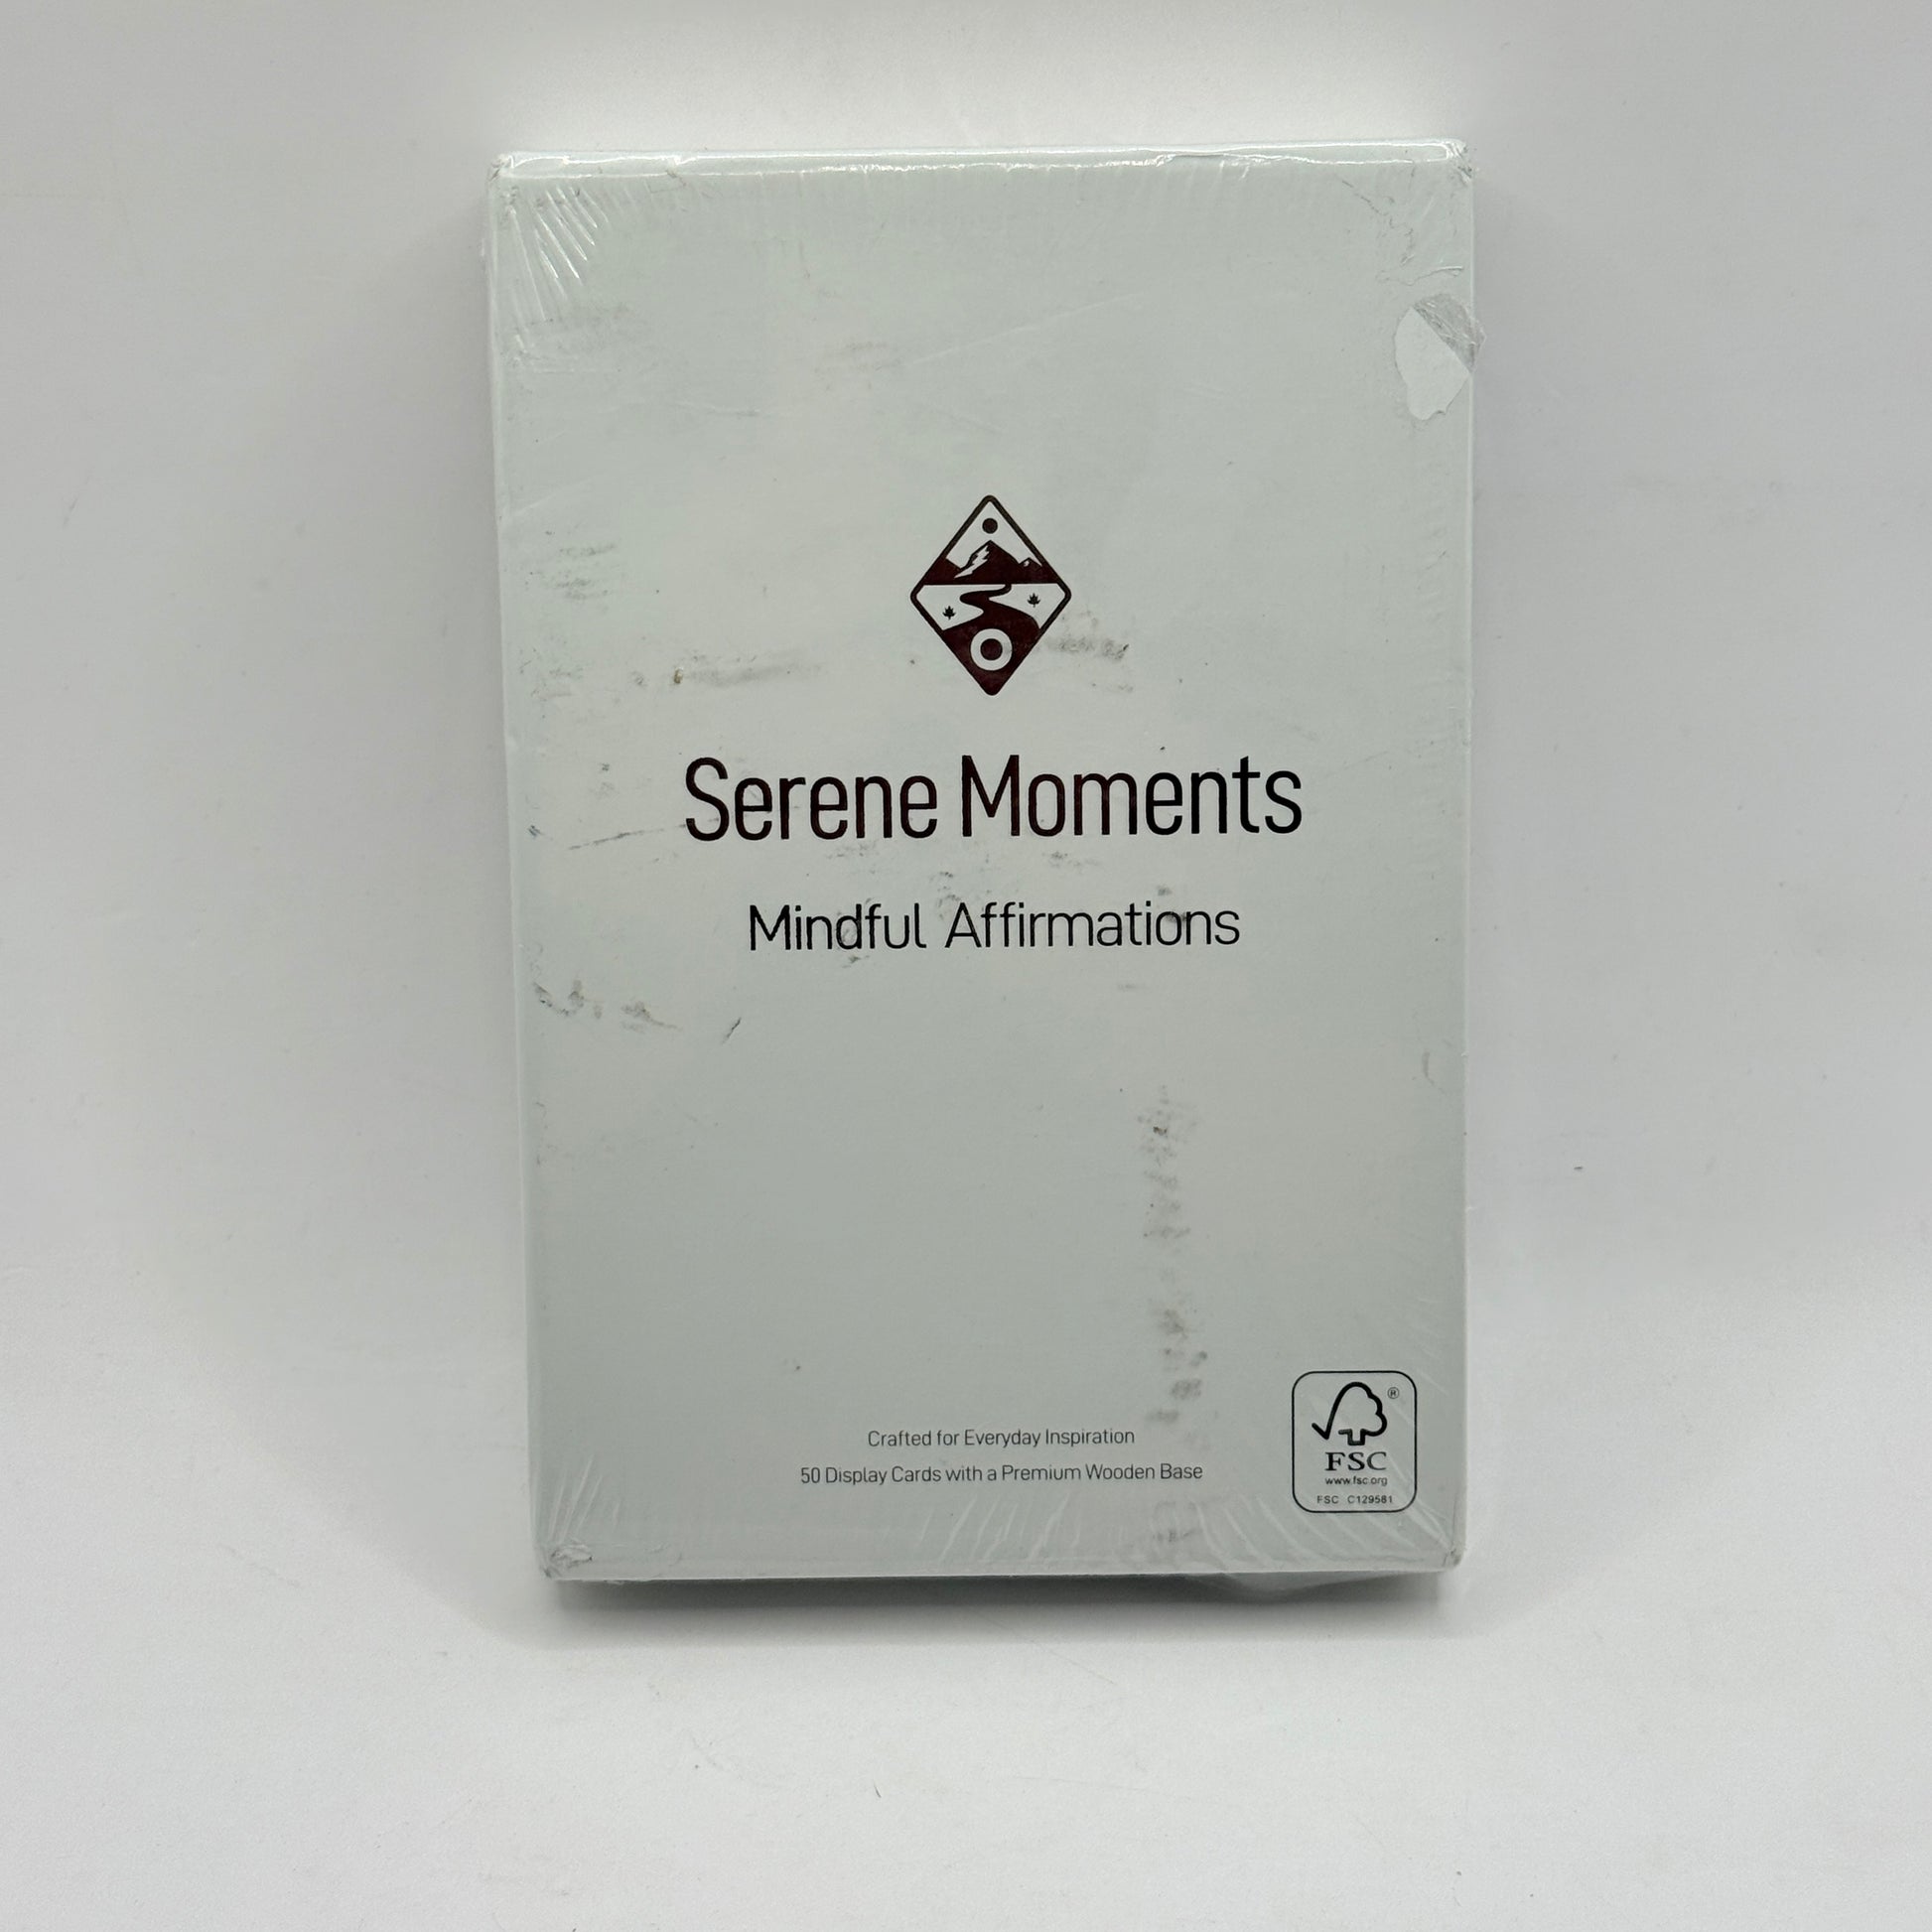 Serene Moments
Mindful Affirmations
Crafted for Everyday Inspiration
50 Display Cards with a Premium Wooden Base
®
FSC
www.fsc.org
FSC C129581